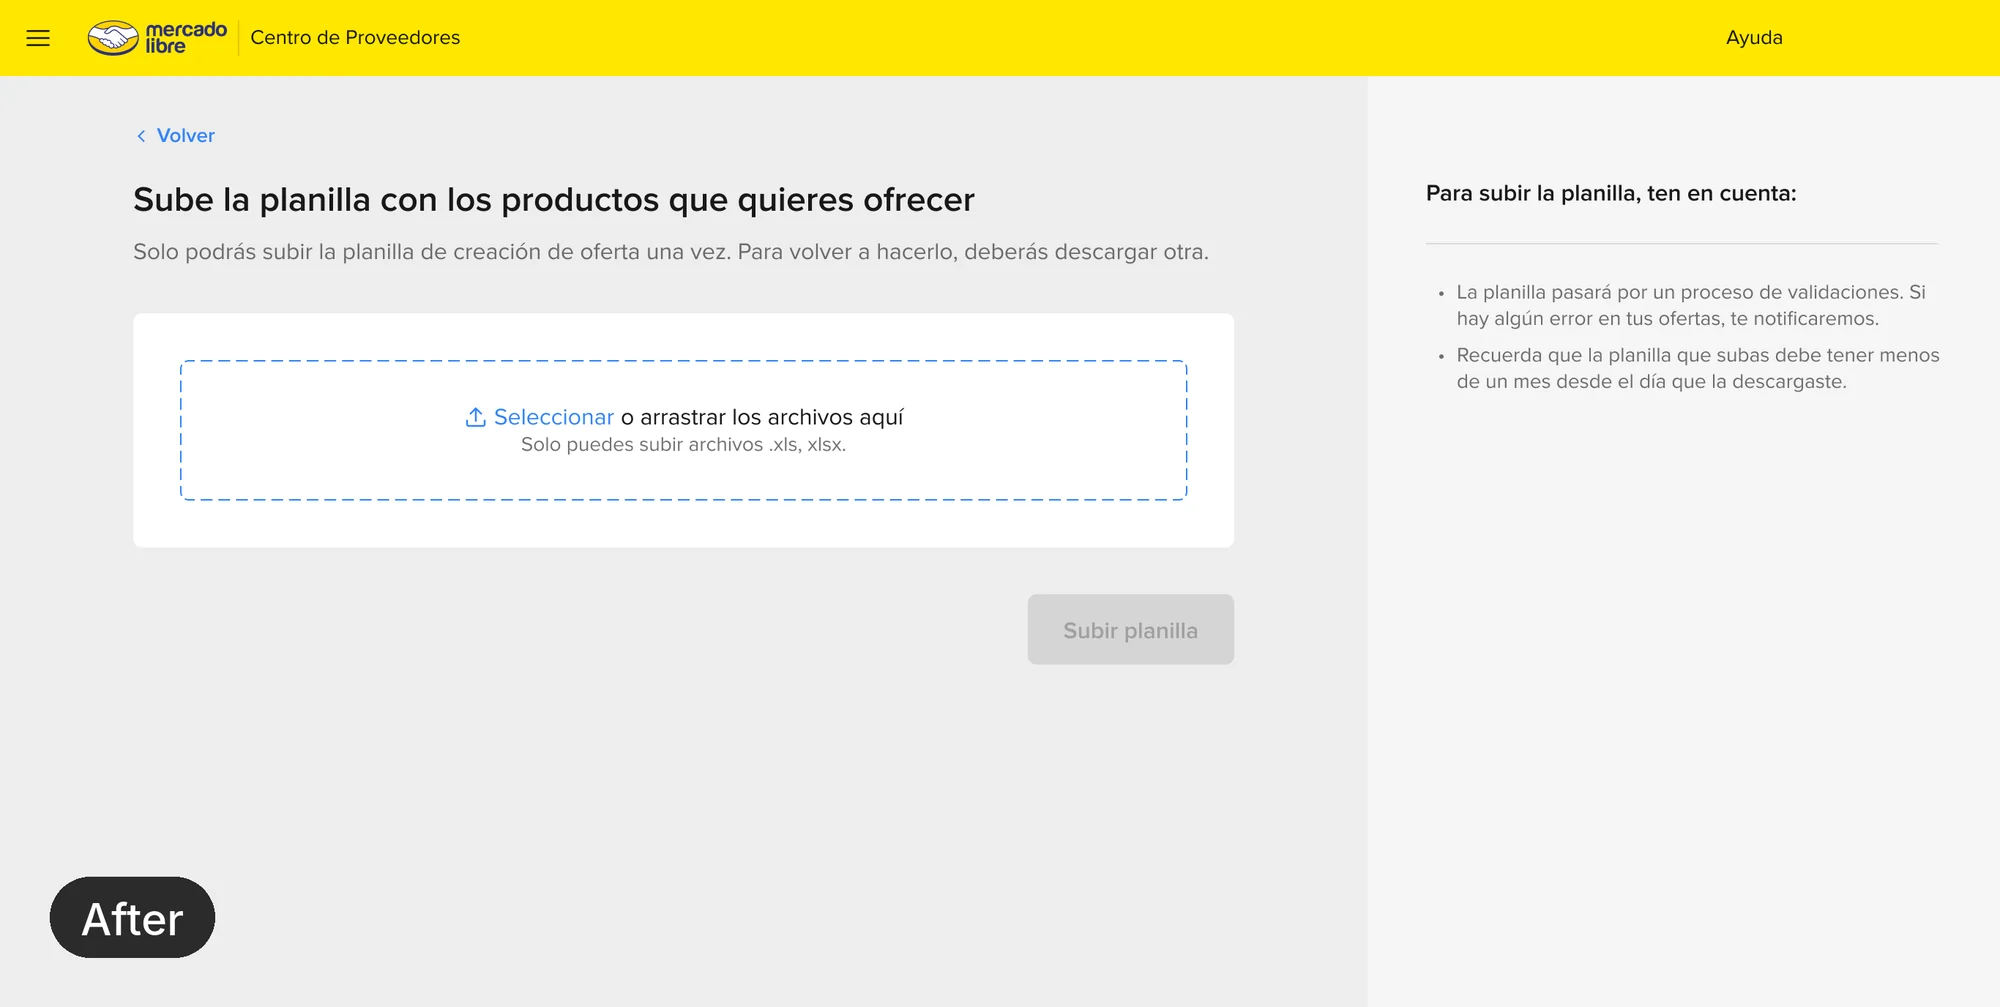 mercado
libre
Centro de Proveedores
Ayuda
Volver
Sube la planilla con los productos que quieres ofrecer
Solo podrás subir la planilla de creación de oferta una vez. Para volver a hacerlo, deberás descargar otra.
Seleccionar o arrastrar los archivos aquí
Solo puedes subir archivos .xls, xlsx.
Subir planilla
Para subir la planilla, ten en cuenta:
• La planilla pasará por un proceso de validaciones. Si
hay algún error en tus ofertas, te notificaremos.
• Recuerda que la planilla que subas debe tener menos
de un mes desde el día que la descargaste.
After